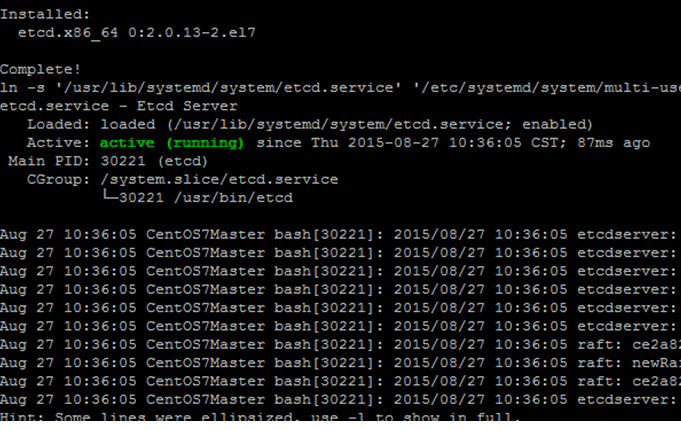 Installed:
etcd.x86_64 0:2.0.13-2.el7
Complete!
ln -s '/usr/lib/systemd/system/etcd.service' '/etc/systemd/system/multi-use
etcd.service - Etcd Server
Loaded: loaded (/usr/lib/systemd/system/etcd.service; enabled)
Active: active (running) since Thu 2015-08-27 10:36:05 CST; 87ms ago
Main PID: 30221 (etcd)
CGroup: /system.slice/etcd.service
└─30221 /usr/bin/etcd
Aug 27 10:36:05 CentOS7Master bash[30221]: 2015/08/27 10:36:05 etcdserver:
Aug 27 10:36:05 CentOS7Master bash[30221]: 2015/08/27 10:36:05 etcdserver:
Aug 27 10:36:05 CentOS7Master bash[30221]: 2015/08/27 10:36:05 etcdserver:
Aug 27 10:36:05 CentOS7Master bash[30221]: 2015/08/27 10:36:05 etcdserver:
Aug 27 10:36:05 CentOS7Master bash[30221]: 2015/08/27 10:36:05 etcdserver:
Aug 27 10:36:05 CentOS7Master bash[30221]: 2015/08/27 10:36:05 etcdserver:
Aug 27 10:36:05 CentOS7Master bash[30221]: 2015/08/27 10:36:05 raft: ce2a82
Aug 27 10:36:05 CentOS7Master bash[30221]: 2015/08/27 10:36:05 raft: newRa
Aug 27 10:36:05 CentOS7Master bash[30221]: 2015/08/27 10:36:05 raft: ce2a82
Aug 27 10:36:05 CentOS7Master bash[30221]: 2015/08/27 10:36:05 etcdserver:
Hint: Some lines were ellipsized, use -l to show in full.